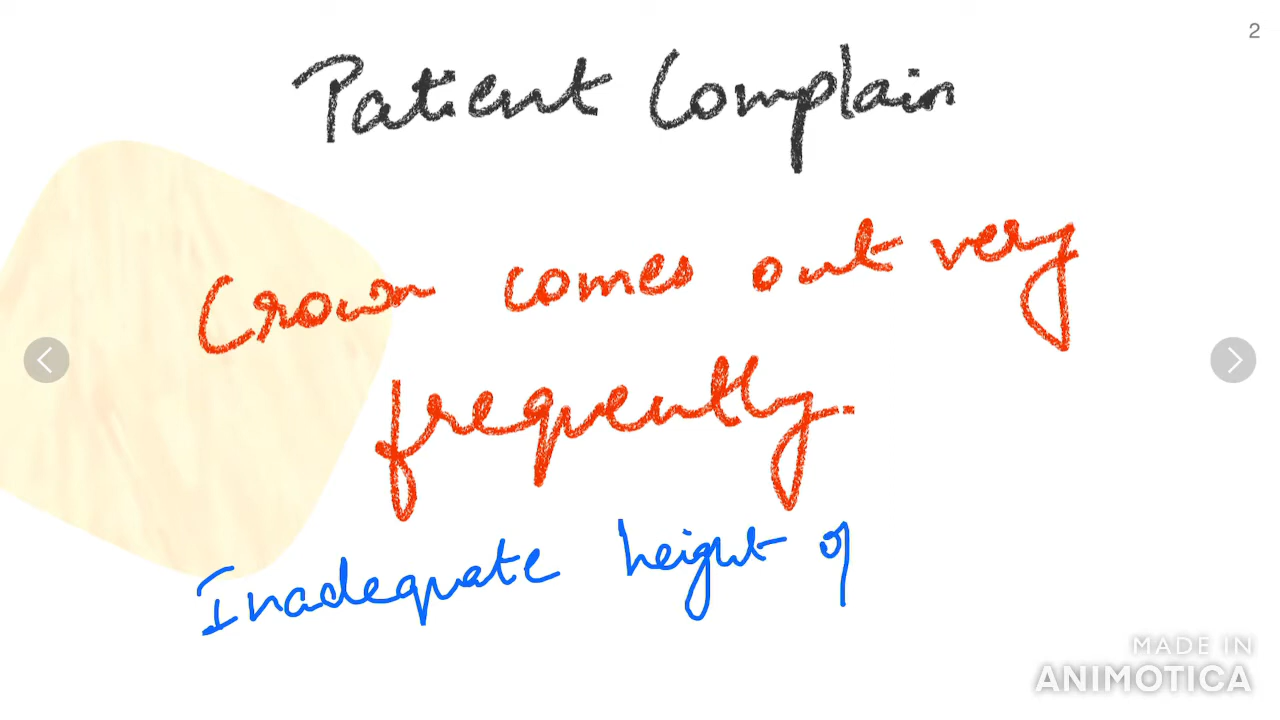 2
Patient Complain
Crown comes out very
frequently.
Inadequate height of
MADE IN
ANIMOTICA